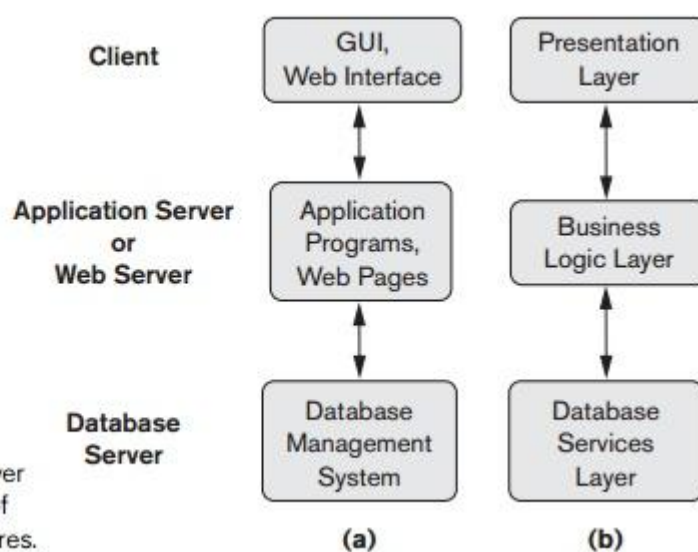 Client
GUI,
Web Interface
Presentation
Layer
Application Server
or
Web Server
Application
Programs,
Web Pages
Business
Logic Layer
Database
Server
Database
Management
System
Database
Services
Layer
ver
res.
(a)
(b)